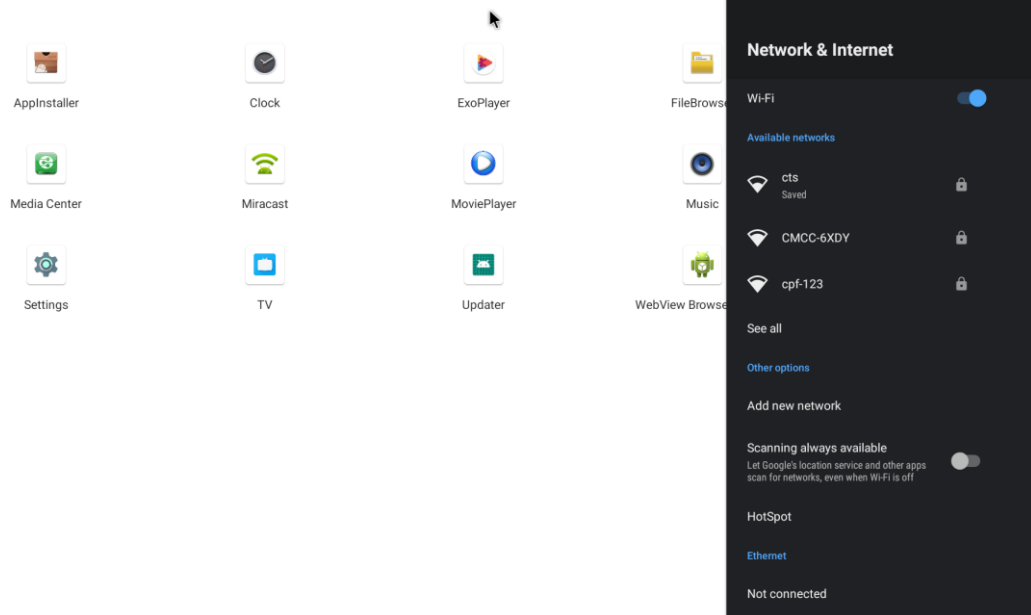 AppInstaller
Clock
ExoPlayer
FileBrowse
Media Center
Miracast
MoviePlayer
Music
Settings
TV
Updater
WebView Browse
Network & Internet
Wi-Fi
Available networks
cts
Saved
CMCC-6XDY
cpf-123
See all
Other options
Add new network
Scanning always available
Let Google's location service and other apps
scan for networks, even when Wi-Fi is off
HotSpot
Ethernet
Not connected